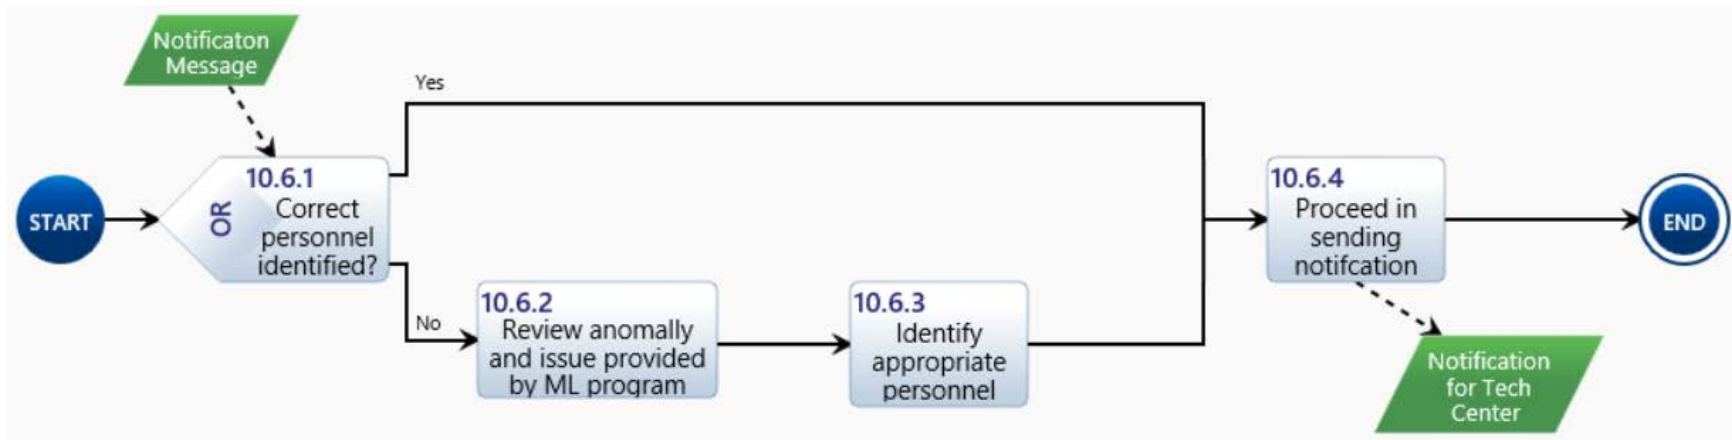 Notificaton
Message
Yes
START
OR
10.6.1
Correct
personnel
identified?
No
10.6.2
Review anomally
and issue provided
by ML program
10.6.3
Identify
appropriate
personnel
10.6.4
Proceed in
sending
notifcation
END
Notification
for Tech
Center